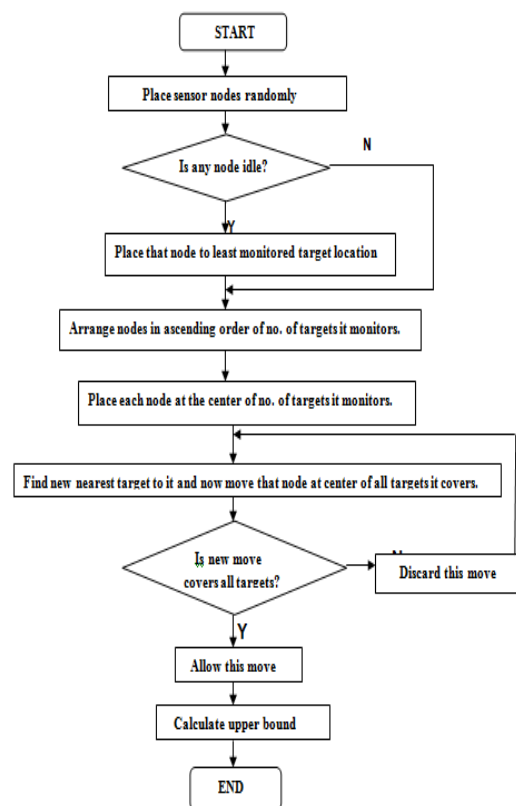 START
Place sensor nodes randomly
Is any node idle?
N
Y
Place that node to least monitored target location
Arrange nodes in ascending order of no. of targets it monitors.
Place each node at the center of no. of targets it monitors.
Find new nearest target to it and now move that node at center of all targets it covers.
Is new move
covers all targets?
N
Discard this move
Y
Allow this move
Calculate upper bound
END